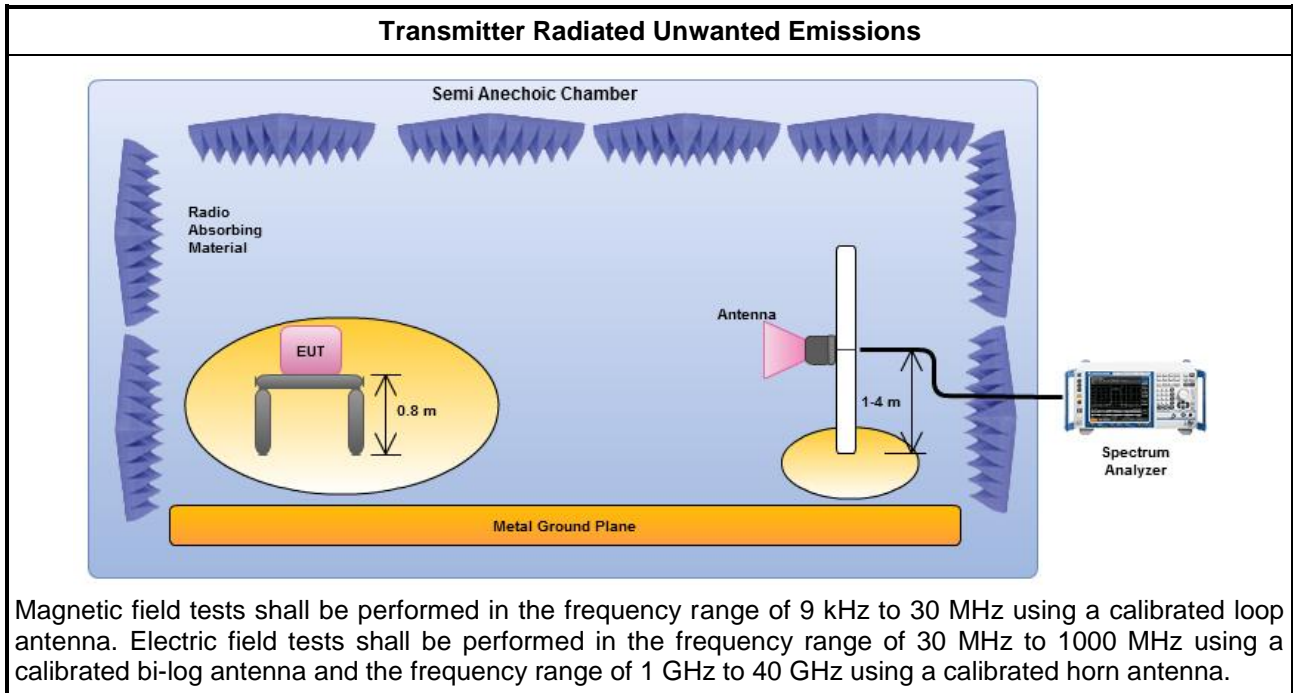 Transmitter Radiated Unwanted Emissions
Semi Anechoic Chamber
Radio
Absorbing
Material
Antenna
EUT
0.8 m
1-4 m
Spectrum
Analyzer
Metal Ground Plane
Magnetic field tests shall be performed in the frequency range of 9 kHz to 30 MHz using a calibrated loop
antenna. Electric field tests shall be performed in the frequency range of 30 MHz to 1000 MHz using a
calibrated bi-log antenna and the frequency range of 1 GHz to 40 GHz using a calibrated horn antenna.